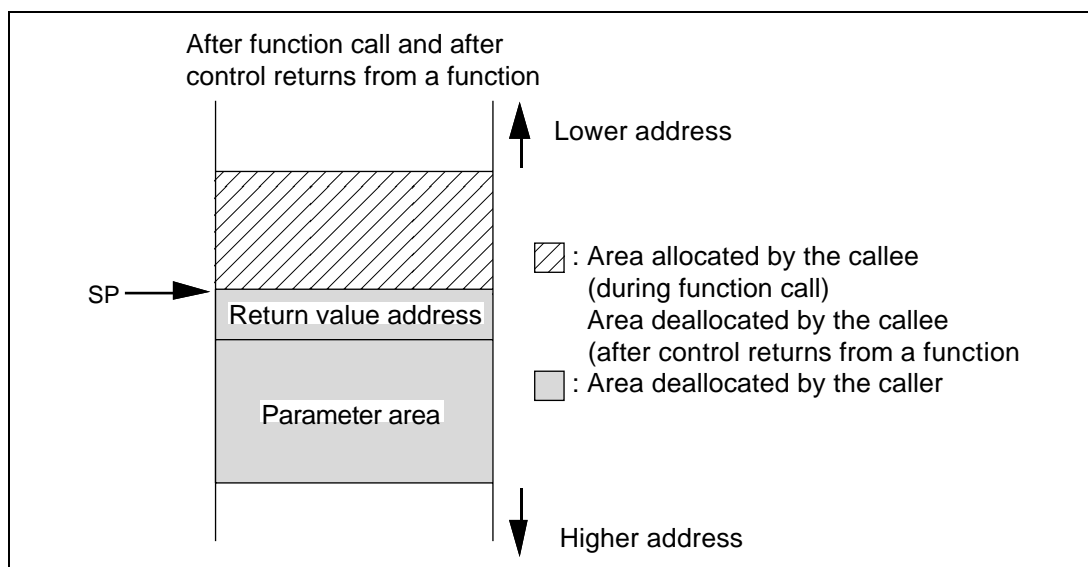 After function call and after
control returns from a function
Lower address
: Area allocated by the callee
(during function call)
Area deallocated by the callee
(after control returns from a function
SP
Return value address
: Area deallocated by the caller
Parameter area
Higher address